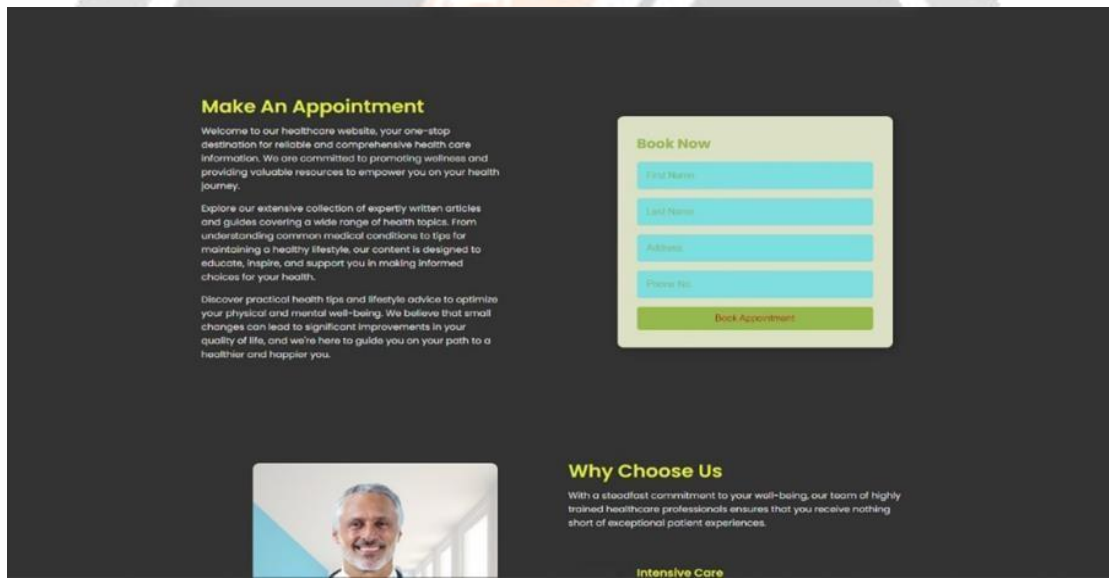 Make An Appointment
Welcome to our healthcare website, your one-stop
destination for reliable and comprehensive health care
information. We are committed to promoting wellness and
providing valuable resources to empower you on your health
journey.
Explore our extensive collection of expertly written articles
and guides covering a wide range of health topics. From
understanding common medical conditions to tips for
maintaining a healthy lifestyle, our content is designed to
educate, inspire, and support you in making informed
choices for your health.
Discover practical health tips and lifestyle advice to optimize
your physical and mental well-being. We believe that small
changes can lead to significant improvements in your
quality of life, and we're here to guide you on your path to a
healthier and happier you.
Book Now
First Name
Last Name
Address
Phone No.
Book Appointment
Why Choose Us
With a steadfast commitment to your well-being, our team of highly
trained healthcare professionals ensures that you receive nothing
short of exceptional patient experiences.
Intensive Care